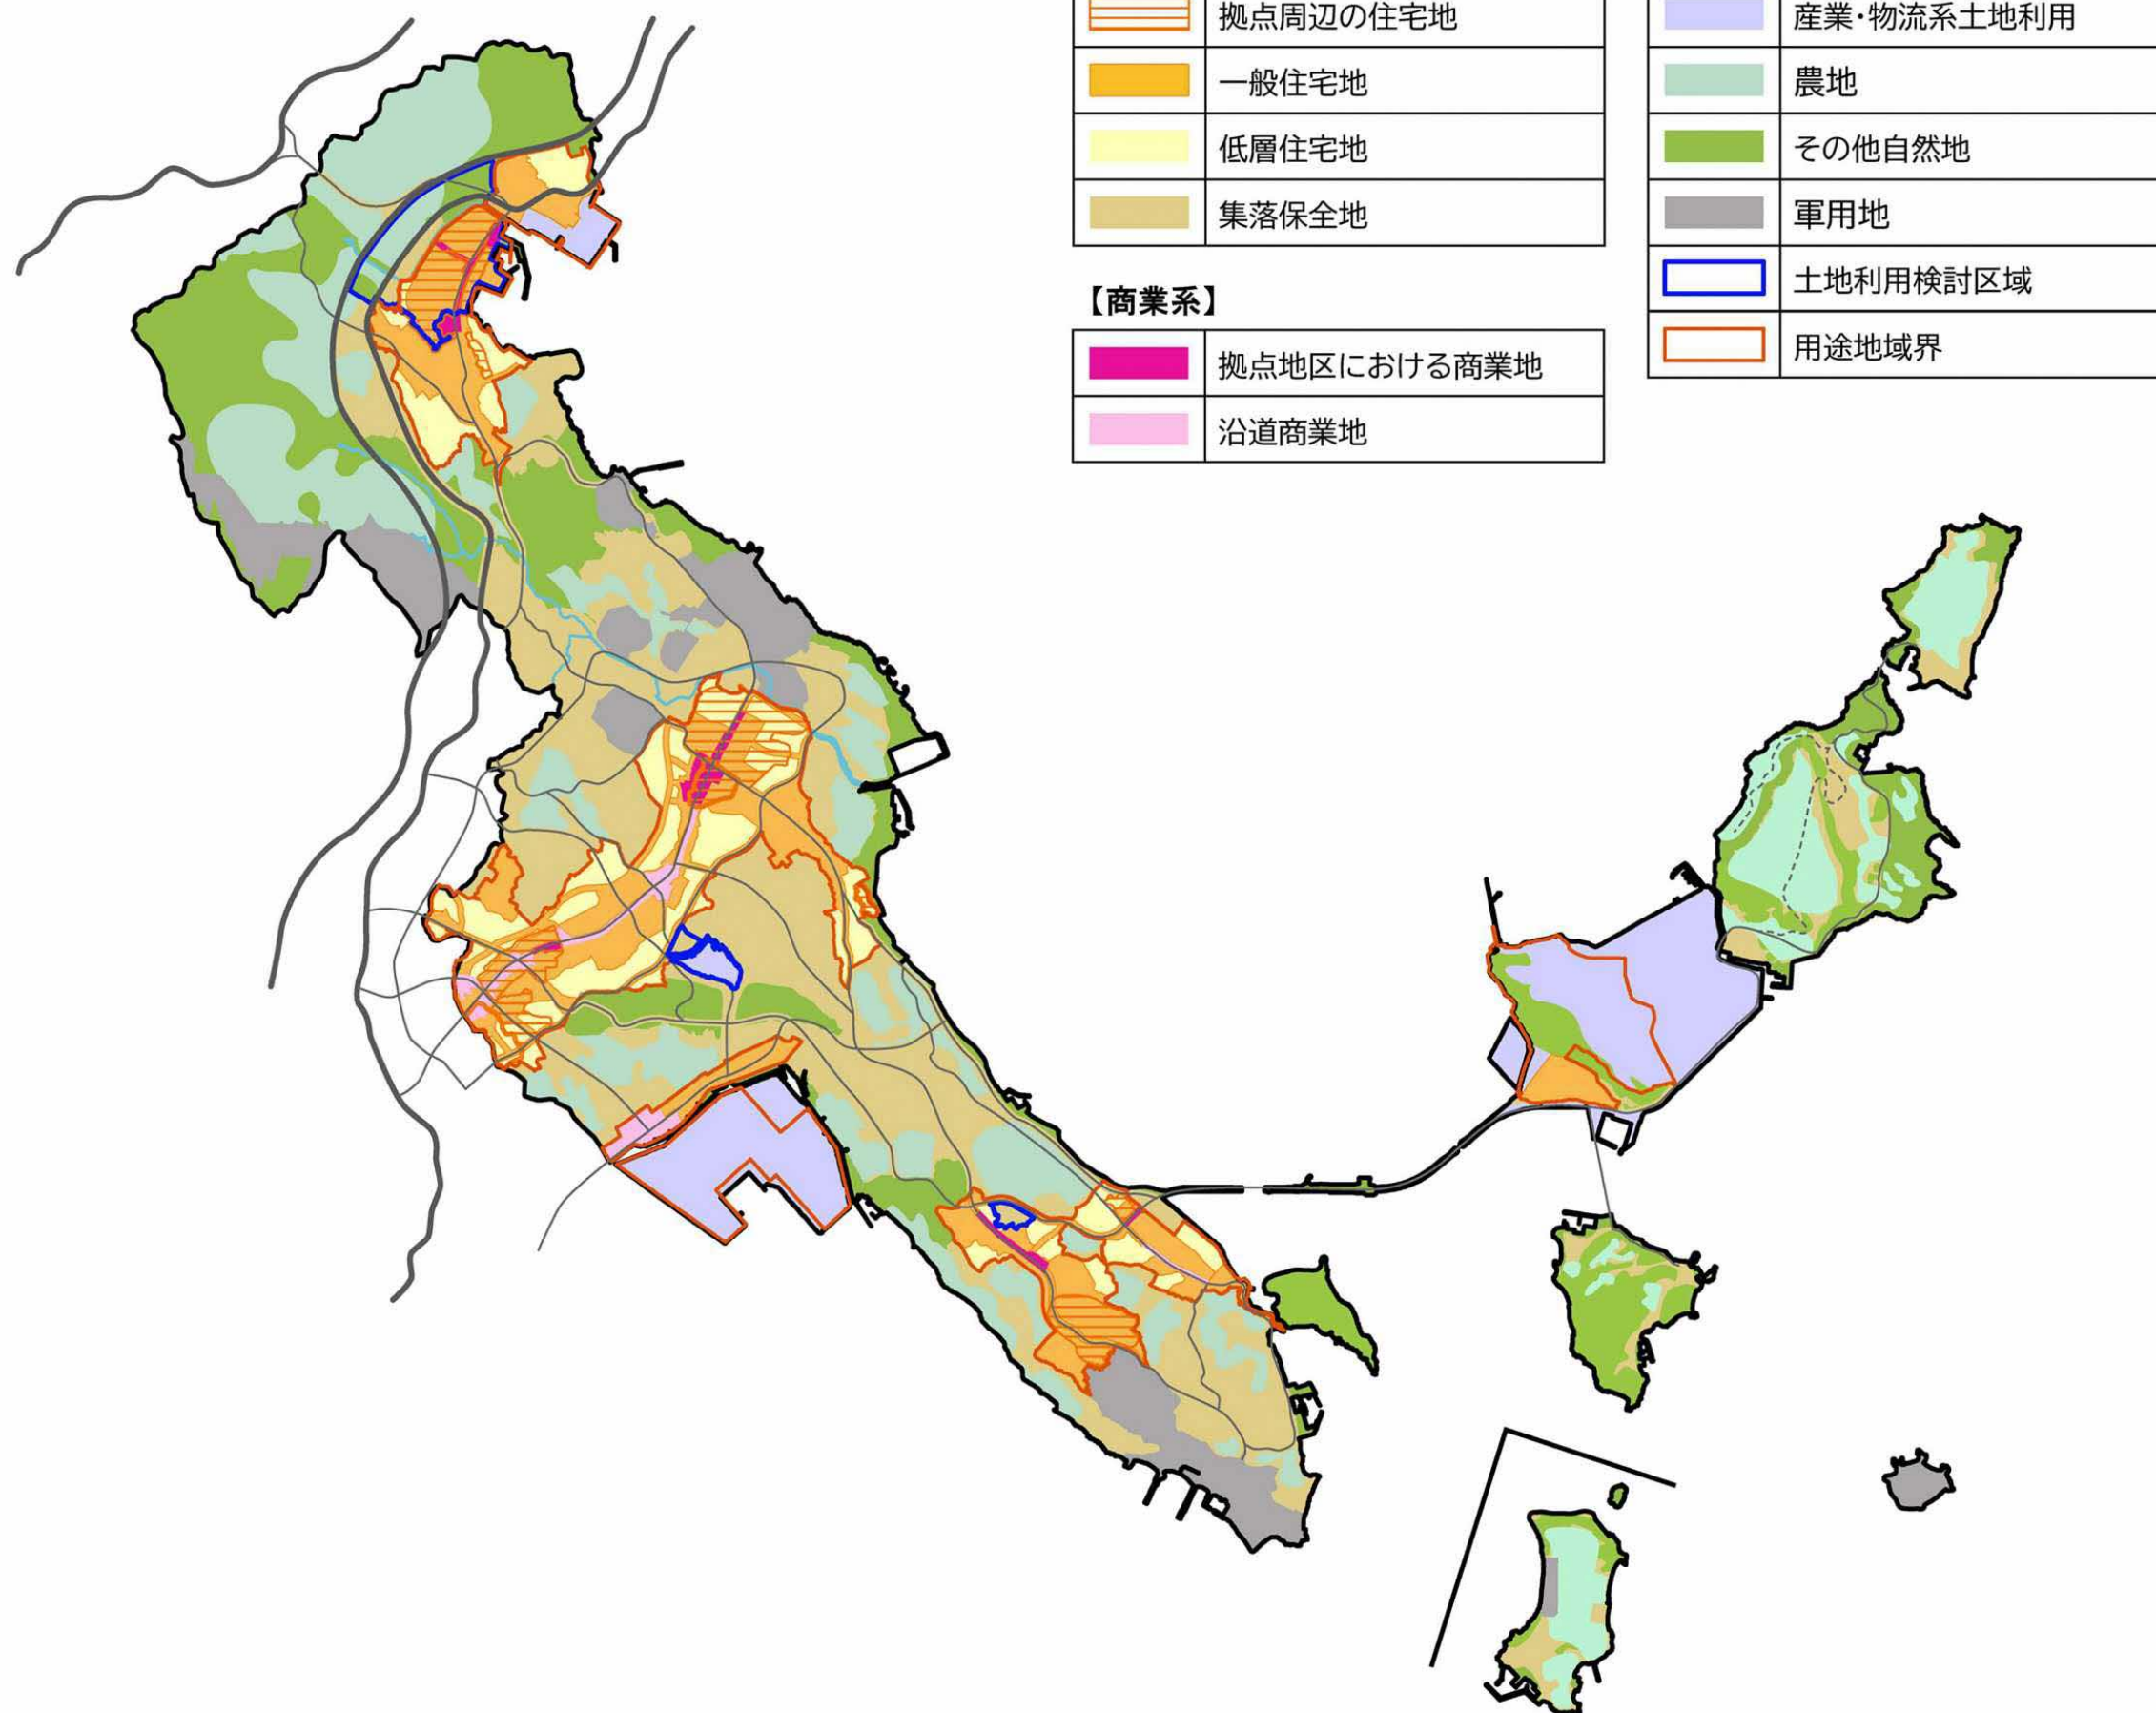 拠点周辺の住宅地
一般住宅地
低層住宅地
集落保全地
【商業系】
拠点地区における商業地
沿道商業地
産業・物流系土地利用
農地
その他自然地
軍用地
土地利用検討区域
用途地域界